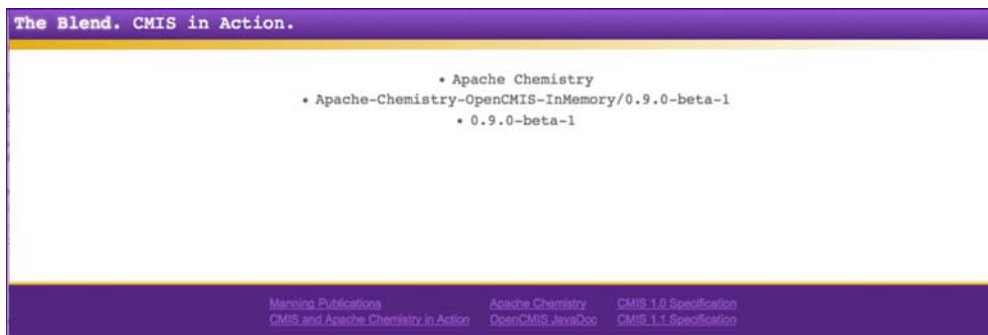 The Blend. CMIS in Action.
• Apache Chemistry
• Apache-Chemistry-OpenCMIS-InMemory/0.9.0-beta-1
• 0.9.0-beta-1
Manning Publications Apache Chemistry CMIS 1.0 Specification
CMIS and Apache Chemistry in Action OpenCMIS JavaDoc CMIS 1.1 Specification